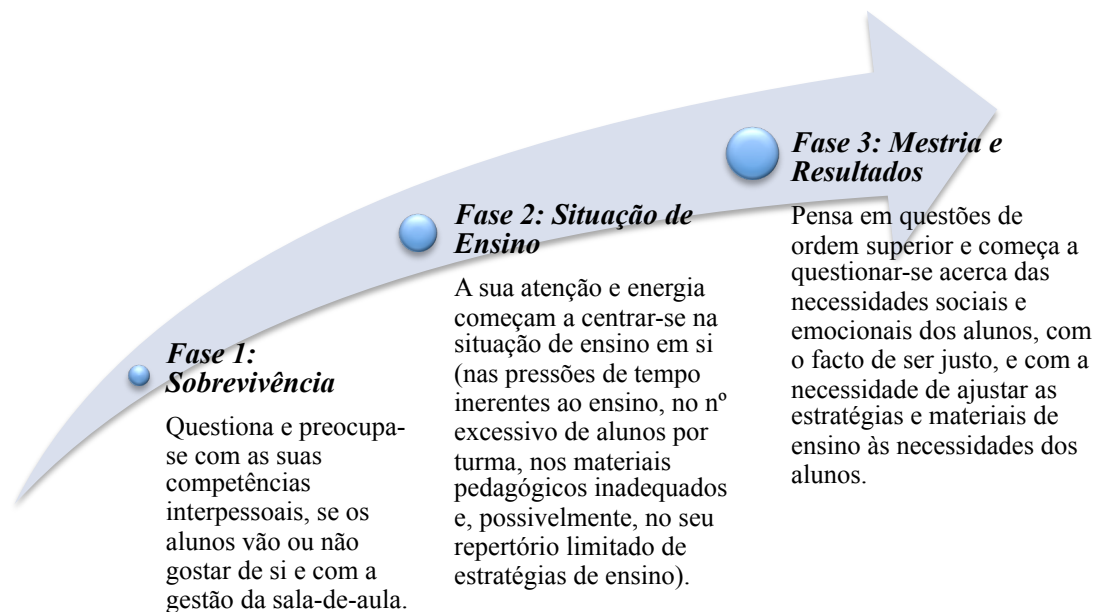 Fase 1:
Sobrevivência
Questiona e preocupa-
se com as suas
competências
interpessoais, se os
alunos vão ou não
gostar de si e com a
gestão da sala-de-aula.
Fase 2: Situação de
Ensino
A sua atenção e energia
começam a centrar-se na
situação de ensino em si
(nas pressões de tempo
inerentes ao ensino, no nº
excessivo de alunos por
turma, nos materiais
pedagógicos inadequados
e, possivelmente, no seu
repertório limitado de
estratégias de ensino).
Fase 3: Mestria e
Resultados
Pensa em questões de
ordem superior e começa a
questionar-se acerca das
necessidades sociais e
emocionais dos alunos, com
o facto de ser justo, e com a
necessidade de ajustar as
estratégias e materiais de
ensino às necessidades dos
alunos.